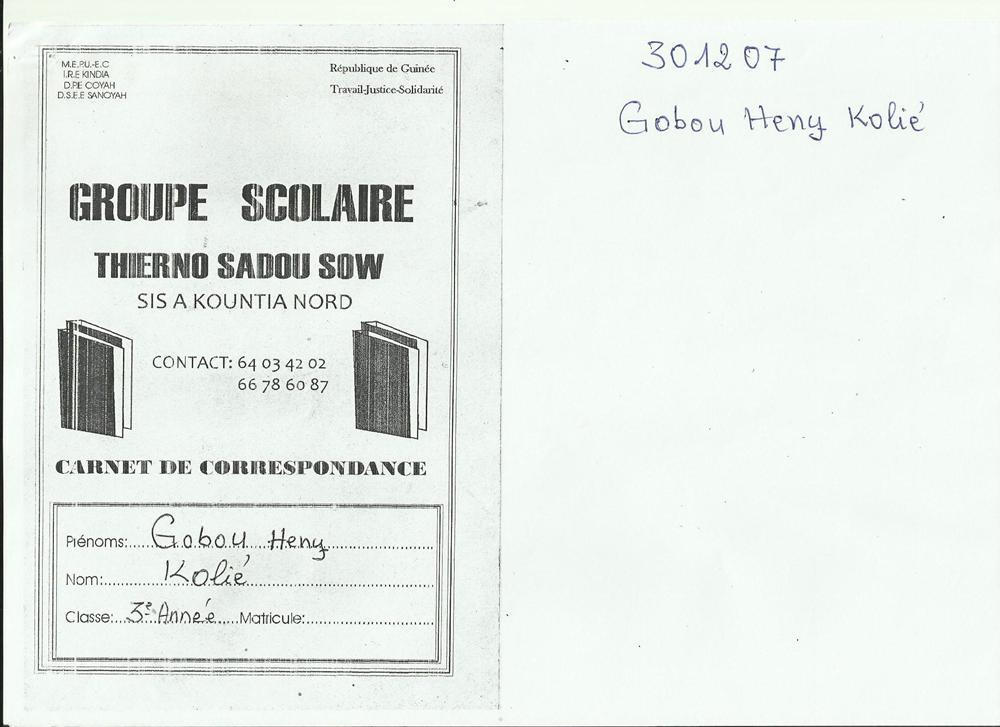 M.E.P.U.-E.C
I.R.E KINDIA
D.P.E COYAH
D.S.E.E SANOYAH
République de Guinée
Travail-Justice-Solidarité
GROUPE SCOLAIRE
THIERNO SADOU SOW
SIS A KOUNTIA NORD
CONTACT: 64 03 42 02
66 78 60 87
CARNET DE CORRESPONDANCE
Prénoms:....Gobou Heny....................
Nom:..........Kolié....................
Classe:...3e Année.....Matricule:....................
301207
Gobou Heny Kolié